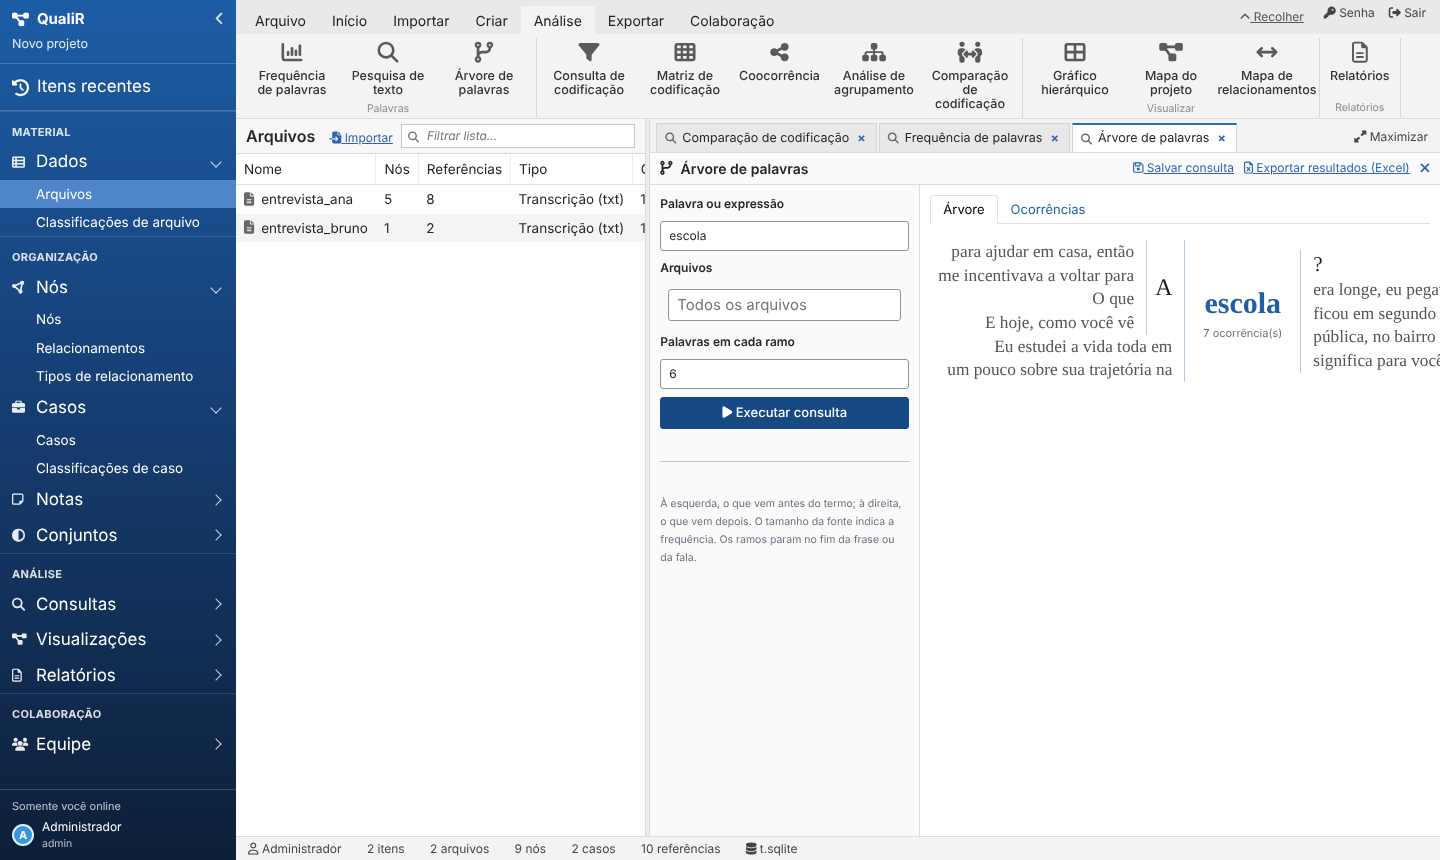 QualiR
Novo projeto
Itens recentes
MATERIAL
Dados
Arquivos
Classificações de arquivo
ORGANIZAÇÃO
Nós
Nós
Relacionamentos
Tipos de relacionamento
Casos
Casos
Classificações de caso
Notas
Conjuntos
ANÁLISE
Consultas
Visualizações
Relatórios
COLABORAÇÃO
Equipe
Somente você online
A
Administrador
admin
Arquivo Início Importar Criar Análise Exportar Colaboração
Recolher Senha Sair
Frequência de palavras
Pesquisa de texto
Árvore de palavras
Palavras
Consulta de codificação
Matriz de codificação
Coocorrência
Análise de agrupamento
Comparação de codificação
Gráfico hierárquico
Mapa do projeto
Mapa de relacionamentos
Visualizar
Relatórios
Relatórios
Arquivos Importar Filtrar lista...
Nome Nós Referências Tipo
entrevista_ana 5 8 Transcrição (txt) 1
entrevista_bruno 1 2 Transcrição (txt) 1
Comparação de codificação × Frequência de palavras × Árvore de palavras × Maximizar
Árvore de palavras Salvar consulta Exportar resultados (Excel) ×
Palavra ou expressão
escola
Arquivos
Todos os arquivos
Palavras em cada ramo
6
Executar consulta
À esquerda, o que vem antes do termo; à direita,
o que vem depois. O tamanho da fonte indica a
frequência. Os ramos param no fim da frase ou
da fala.
Árvore Ocorrências
para ajudar em casa, então
me incentivava a voltar para
O que
E hoje, como você vê
A
Eu estudei a vida toda em
um pouco sobre sua trajetória na
escola
7 ocorrência(s)
?
era longe, eu pega
ficou em segundo
pública, no bairro
significa para você
Administrador 2 itens 2 arquivos 9 nós 2 casos 10 referências t.sqlite